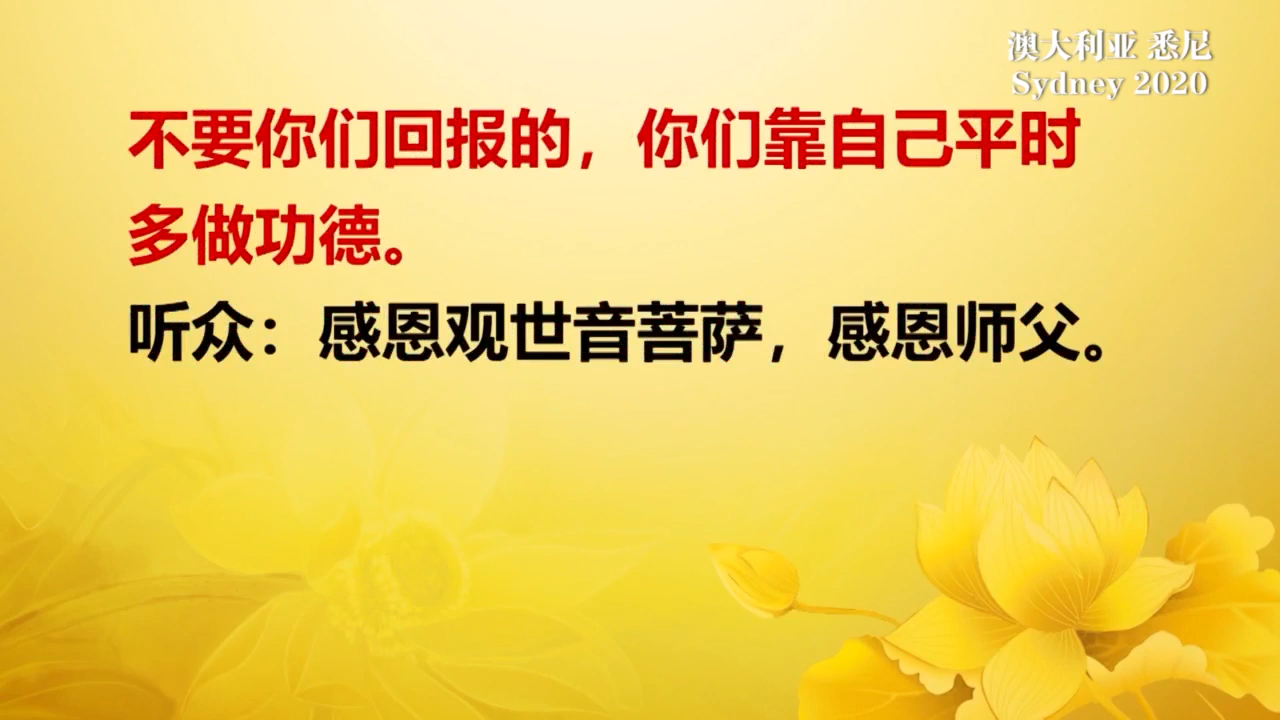 澳大利亚 悉尼
Sydney 2020
不要你们回报的，你们靠自己平时
多做功德。
听众：感恩观世音菩萨，感恩师父。